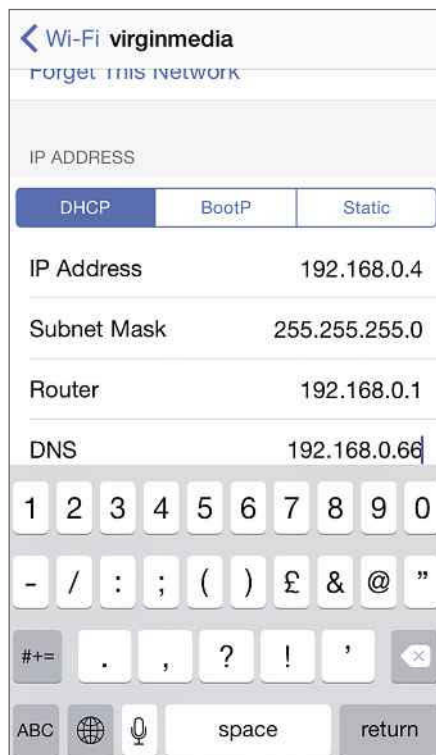 Wi-Fi virginmedia
Forget This Network
IP ADDRESS
DHCP BootP Static
IP Address 192.168.0.4
Subnet Mask 255.255.255.0
Router 192.168.0.1
DNS 192.168.0.66
1 2 3 4 5 6 7 8 9 0
- / : ; ( ) £ & @ "
#+= . , ? ! '
ABC space return